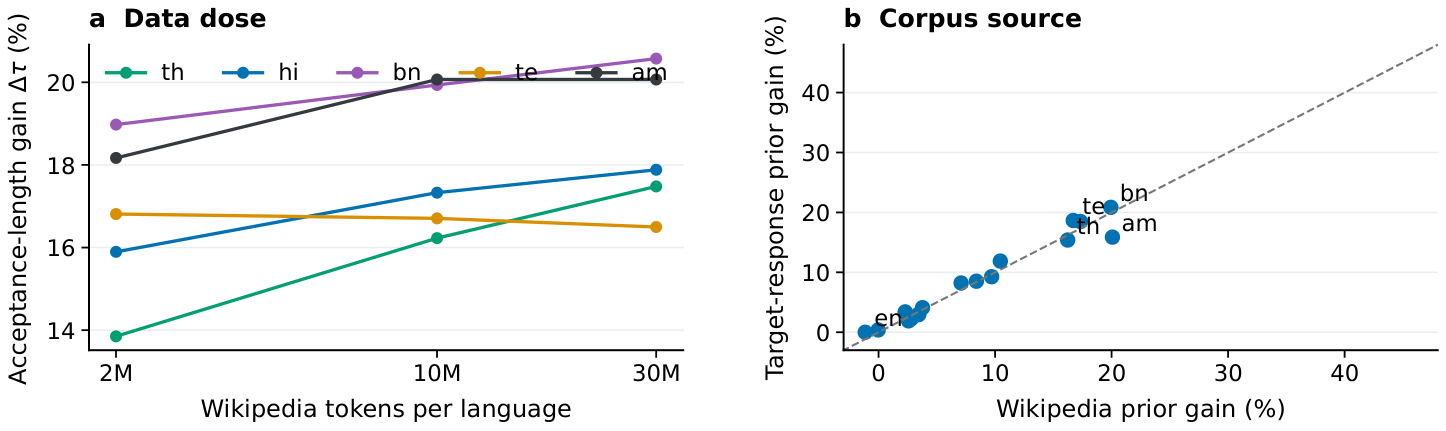 a Data dose
Acceptance-length gain Δτ (%)
th hi bn te am
20
18
16
14
2M 10M 30M
Wikipedia tokens per language
b Corpus source
Target-response prior gain (%)
40
30
20
10
0
bn
te
th
am
en
0 10 20 30 40
Wikipedia prior gain (%)